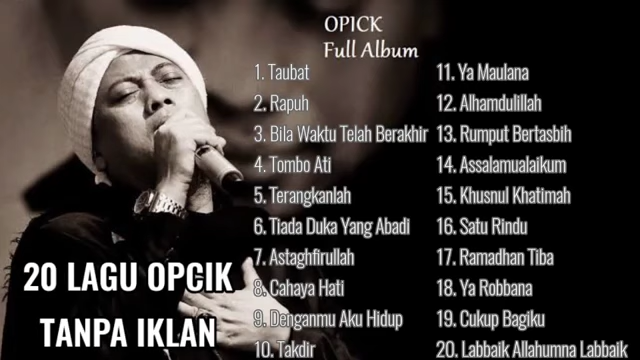 OPICK
Full Album
1. Taubat
2. Rapuh
3. Bila Waktu Telah Berakhir
4. Tombo Ati
5. Terangkanlah
6. Tiada Duka Yang Abadi
7. Astaghfirullah
8. Cahaya Hati
9. Denganmu Aku Hidup
10. Takdir
11. Ya Maulana
12. Alhamdulillah
13. Rumput Bertasbih
14. Assalamualaikum
15. Khusnul Khatimah
16. Satu Rindu
17. Ramadhan Tiba
18. Ya Robbana
19. Cukup Bagiku
20. Labbaik Allahumna Labbaik
20 LAGU OPCIK
TANPA IKLAN